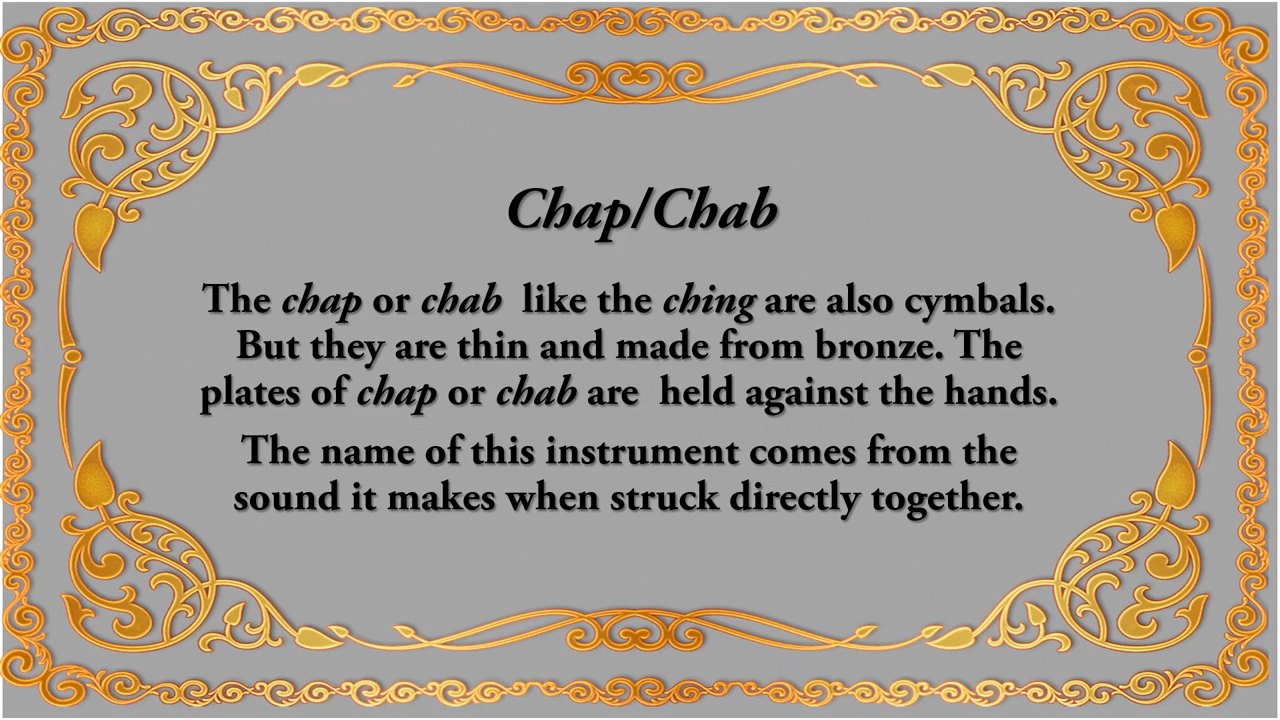 Chap/Chab
The chap or chab like the ching are also cymbals.
But they are thin and made from bronze. The
plates of chap or chab are held against the hands.
The name of this instrument comes from the
sound it makes when struck directly together.